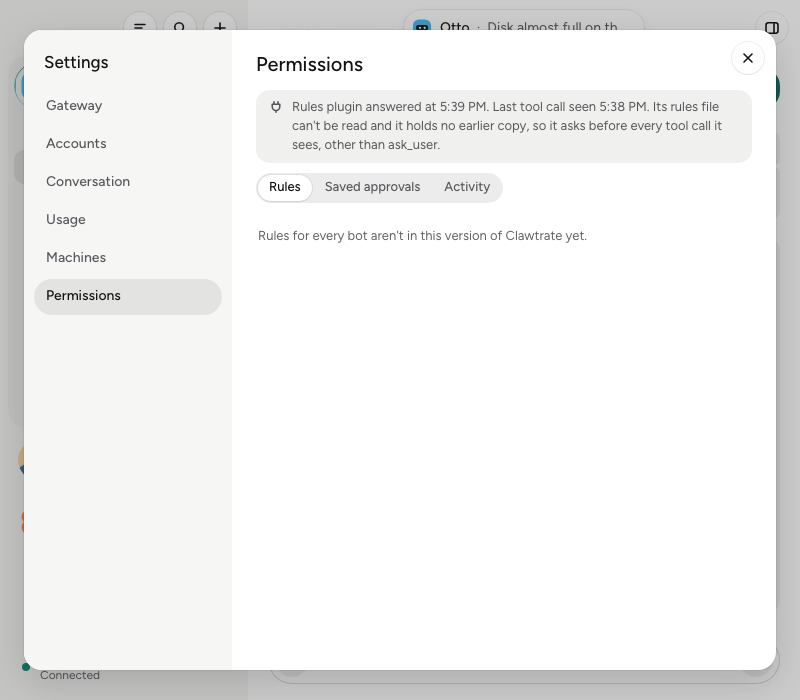 Otto · Disk almost full on th
Settings
Gateway
Accounts
Conversation
Usage
Machines
Permissions
Permissions
Rules plugin answered at 5:39 PM. Last tool call seen 5:38 PM. Its rules file
can't be read and it holds no earlier copy, so it asks before every tool call it
sees, other than ask_user.
Rules
Saved approvals
Activity
Rules for every bot aren't in this version of Clawtrate yet.
Connected